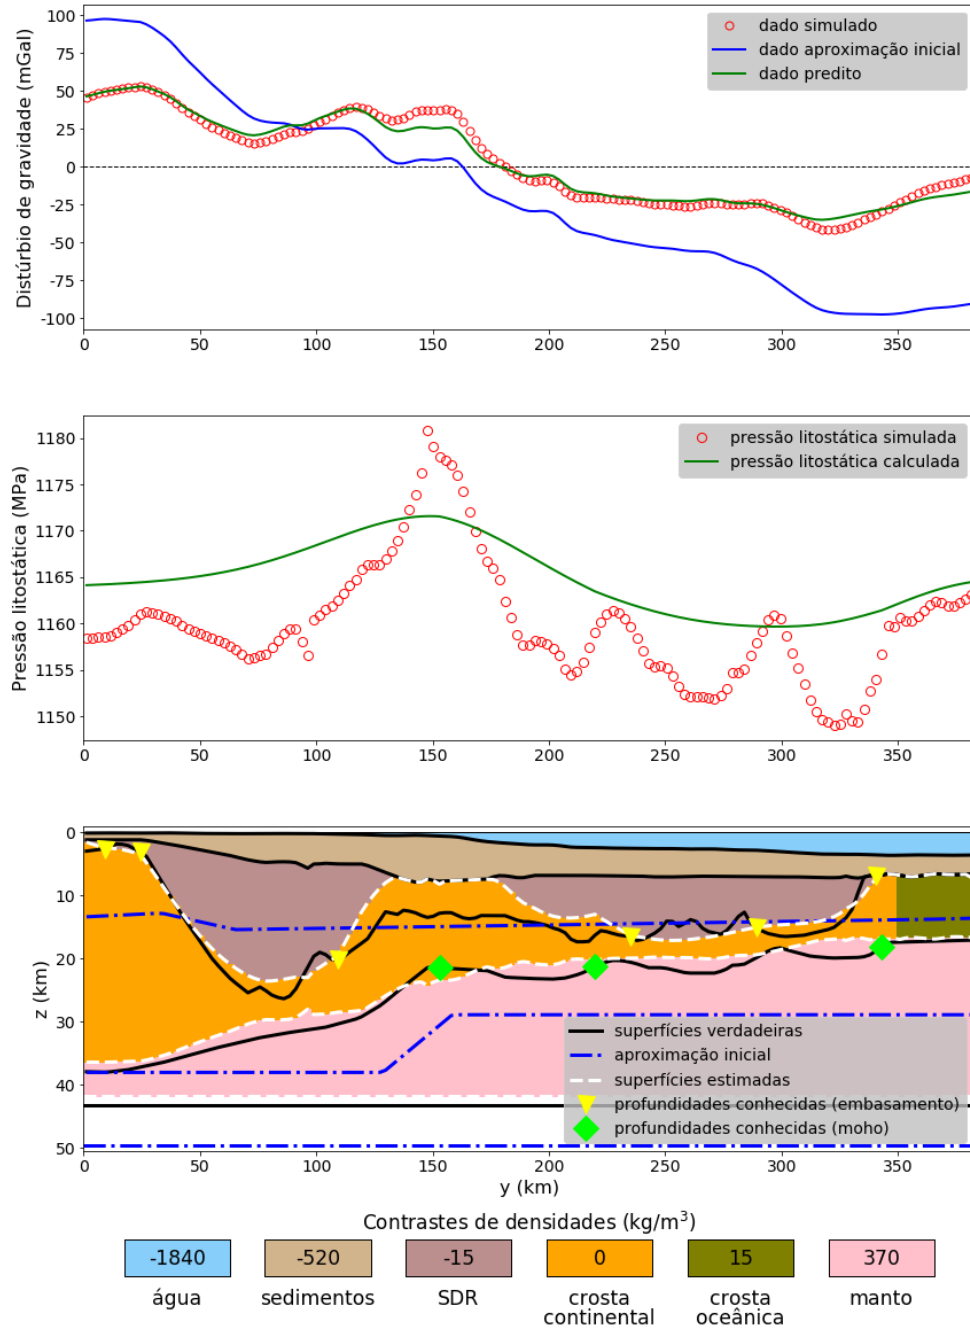 100
75
50
25
0
-25
-50
-75
-100
Distúrbio de gravidade (mGal)
dado simulado
dado aproximação inicial
dado predito
0 50 100 150 200 250 300 350
1180
1175
1170
1165
1160
1155
1150
Pressão litostática (MPa)
pressão litostática simulada
pressão litostática calculada
0 50 100 150 200 250 300 350
0
10
20
30
40
50
z (km)
superfícies verdadeiras
aproximação inicial
superfícies estimadas
profundidades conhecidas (embasamento)
profundidades conhecidas (moho)
0 50 100 150 200 250 300 350
y (km)
Contrastes de densidades (kg/m³)
-1840 -520 -15 0 15 370
água sedimentos SDR crosta crosta manto
continental oceânica